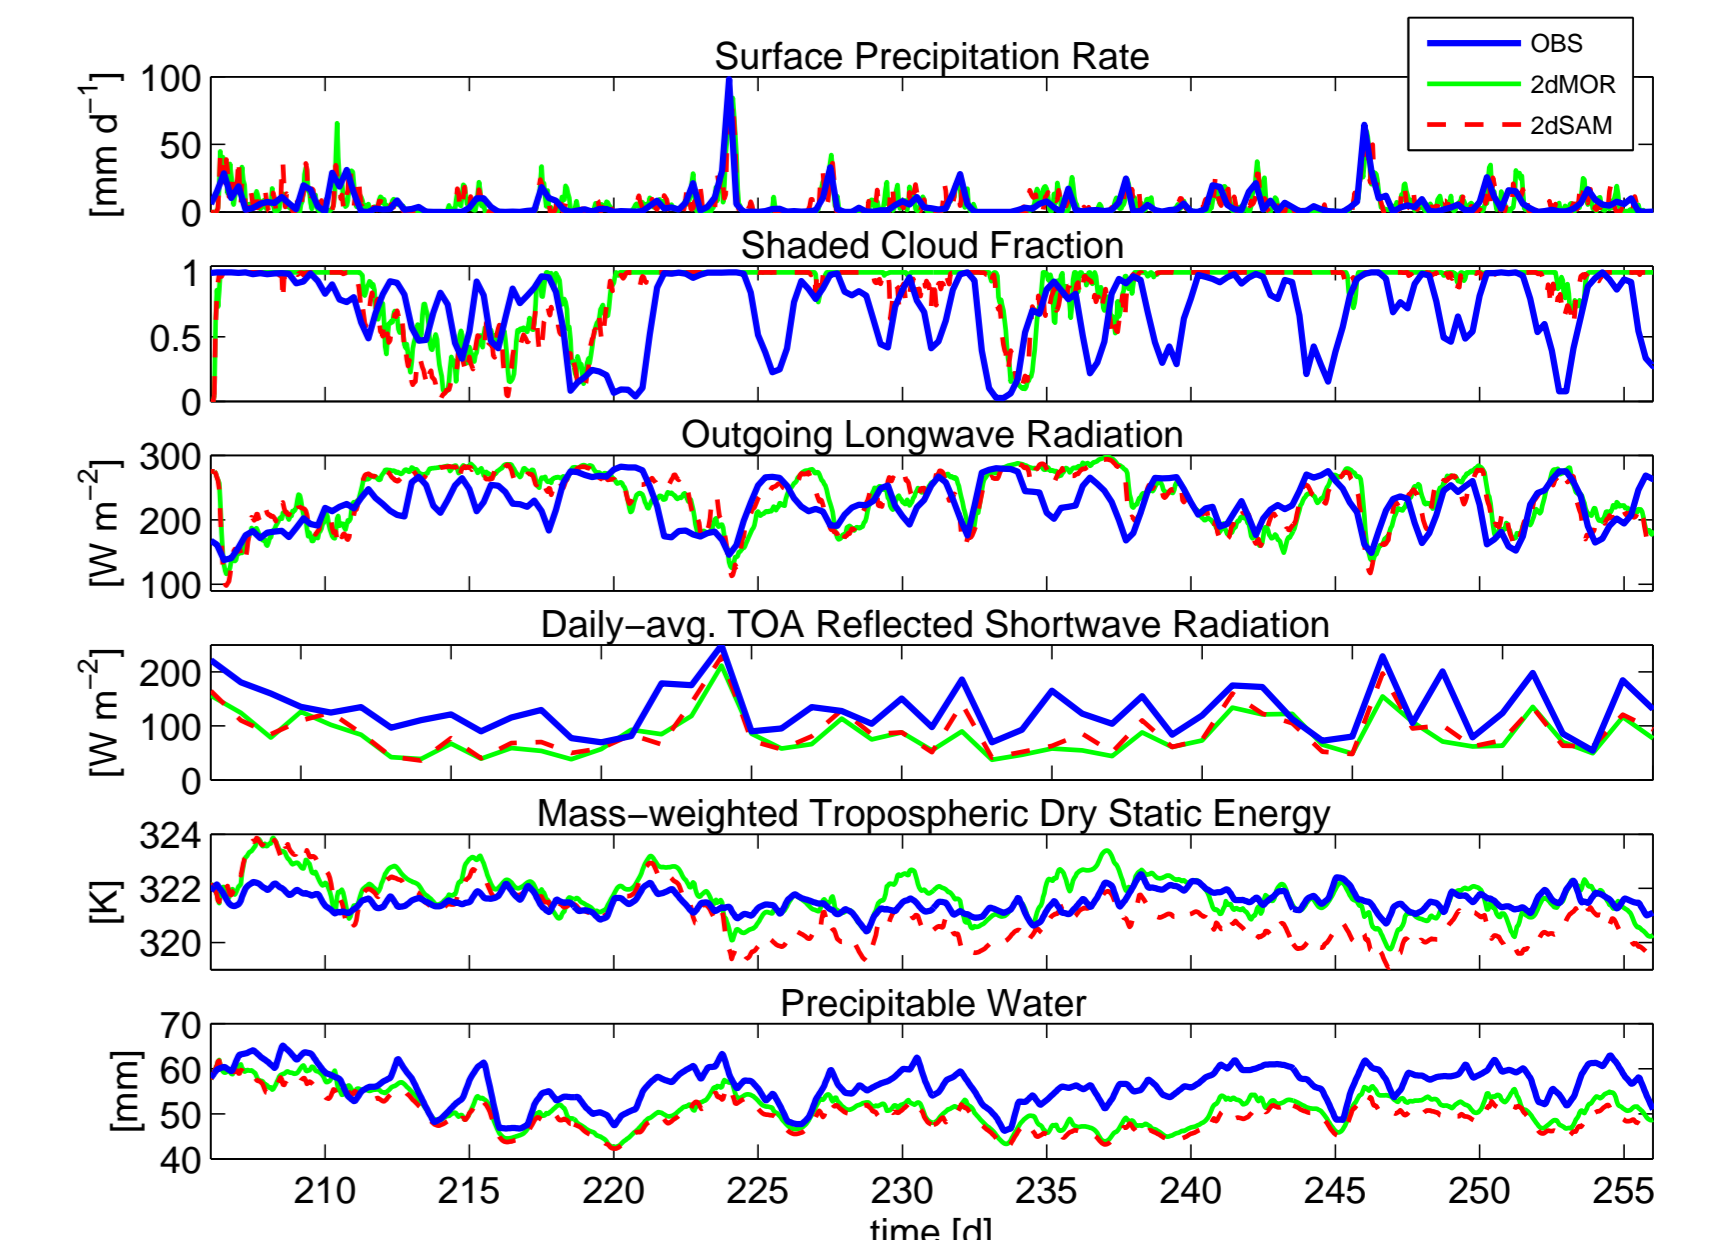 Surface Precipitation Rate
OBS
2dMOR
2dSAM
[mm d−1]
100
50
0
Shaded Cloud Fraction
1
0.5
0
Outgoing Longwave Radiation
[W m−2]
300
200
100
Daily−avg. TOA Reflected Shortwave Radiation
[W m−2]
200
100
0
Mass−weighted Tropospheric Dry Static Energy
[K]
324
322
320
Precipitable Water
[mm]
70
60
50
40
210 215 220 225 230 235 240 245 250 255
time [d]